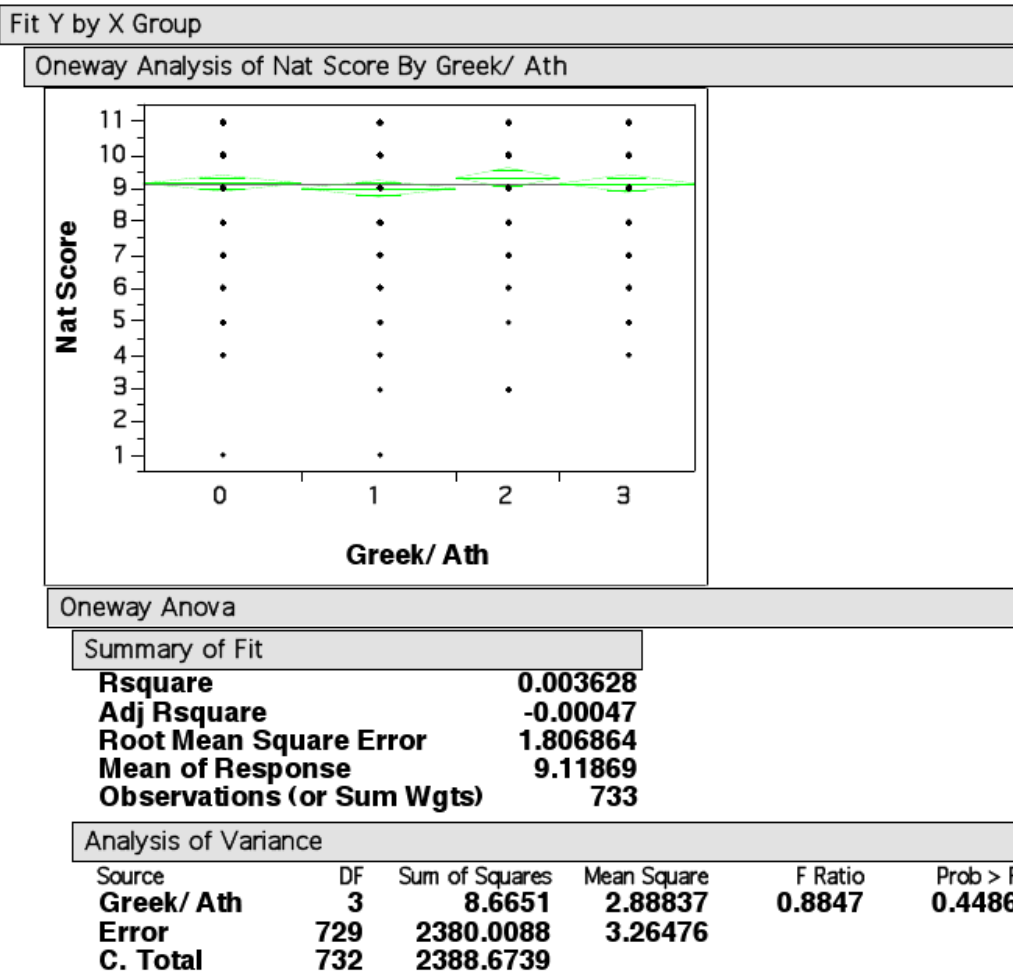 Fit Y by X Group
Oneway Analysis of Nat Score By Greek/ Ath
11
10
9
8
7
6
5
4
3
2
1
Nat Score
0 1 2 3
Greek/ Ath
Oneway Anova
Summary of Fit
Rsquare 0.003628
Adj Rsquare -0.00047
Root Mean Square Error 1.806864
Mean of Response 9.11869
Observations (or Sum Wgts) 733
Analysis of Variance
Source DF Sum of Squares Mean Square F Ratio Prob > F
Greek/ Ath 3 8.6651 2.88837 0.8847 0.4486
Error 729 2380.0088 3.26476
C. Total 732 2388.6739